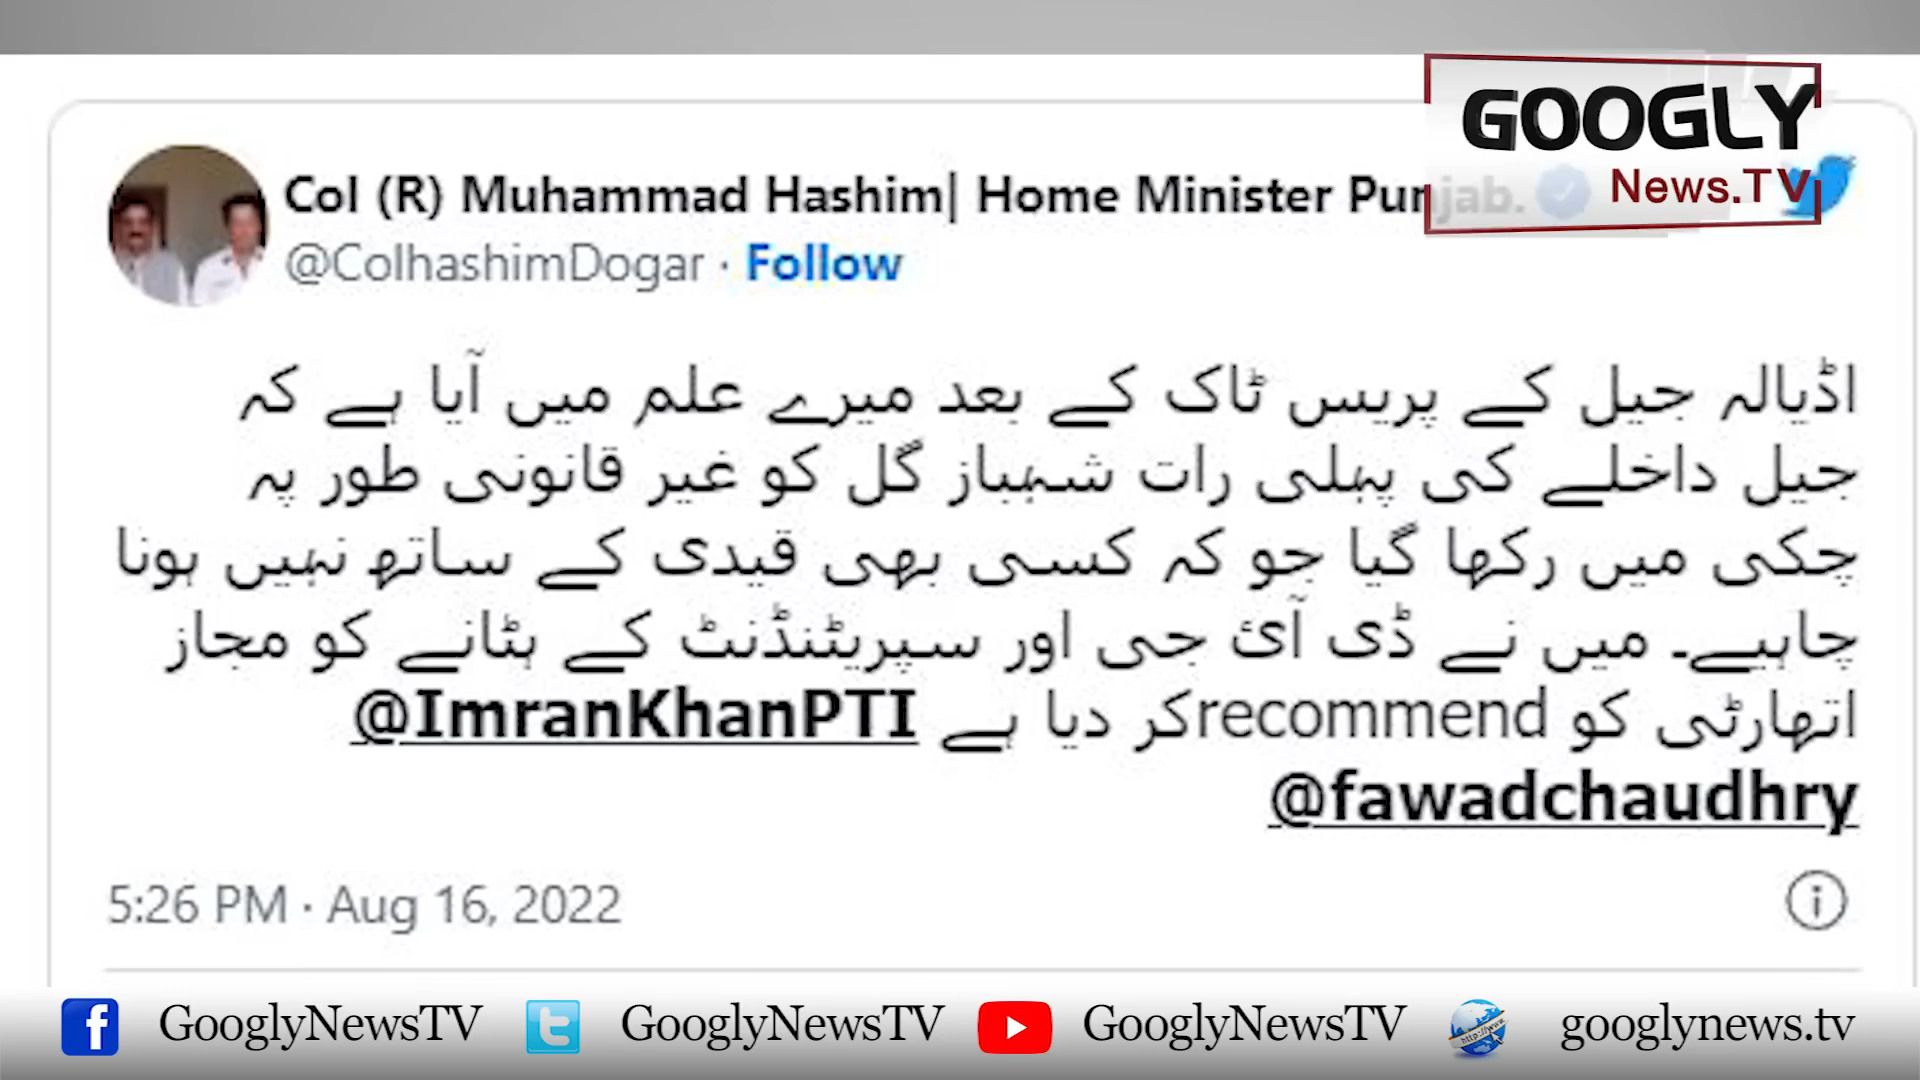 GOOGLY
News.TV
Col (R) Muhammad Hashim| Home Minister Punjab.
@ColhashimDogar · Follow
اڈیالہ جیل کے پریس ٹاک کے بعد میرے علم میں آیا ہے کہ
جیل داخلے کی پہلی رات شہباز گل کو غیر قانونی طور پہ
چکی میں رکھا گیا جو کہ کسی بھی قیدی کے ساتھ نہیں ہونا
چاہیے۔ میں نے ڈی آئ جی اور سپریٹنڈنٹ کے ہٹانے کو مجاز
اتھارٹی کو recommendکر دیا ہے @ImranKhanPTI
@fawadchaudhry
5:26 PM · Aug 16, 2022
GooglyNewsTV GooglyNewsTV GooglyNewsTV googlynews.tv